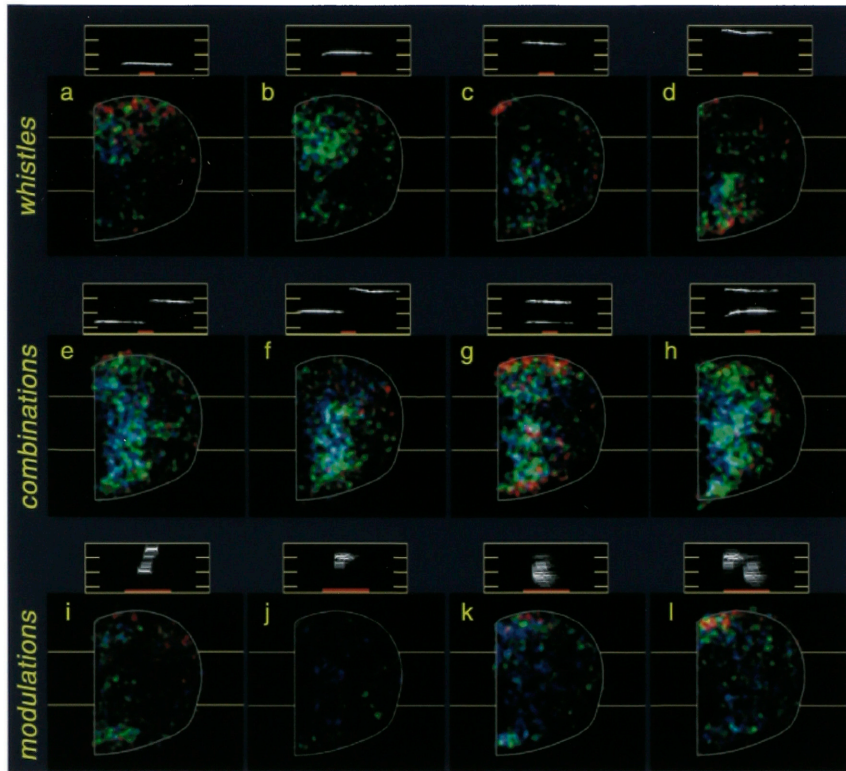 whistles
a b c d
combinations
e f g h
modulations
i j k l